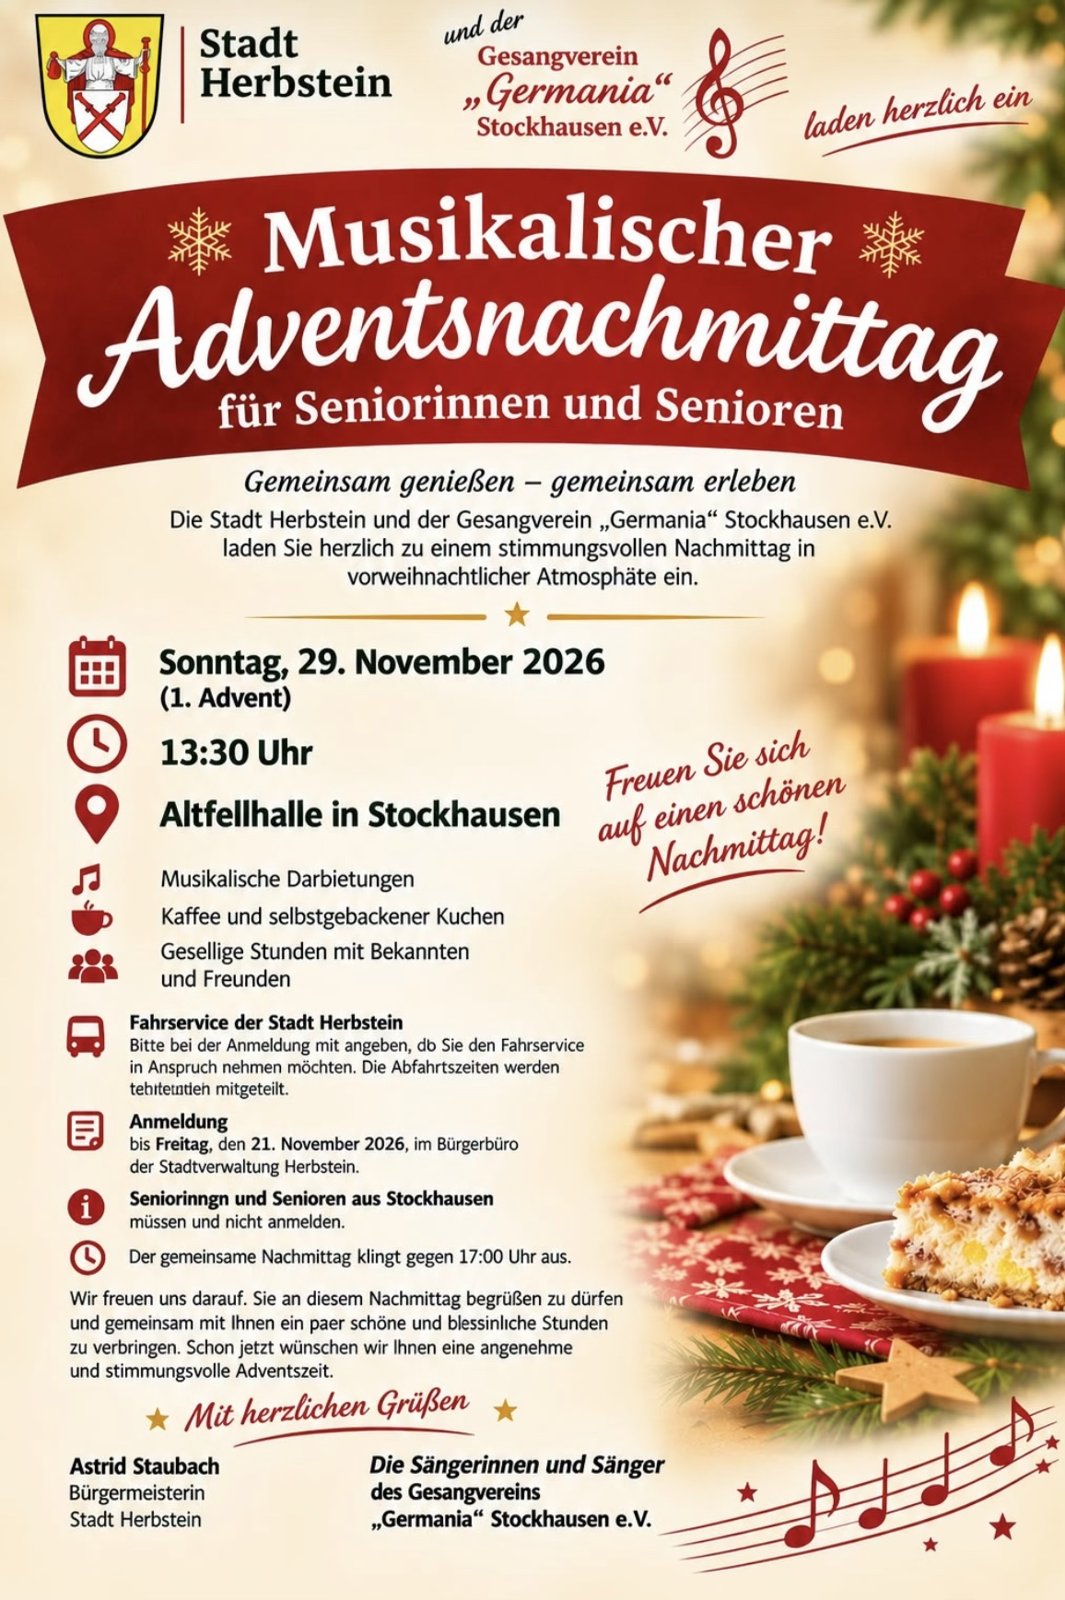 Stadt
Herbstein
und der
Gesangverein
„Germania“
Stockhausen e.V.
laden herzlich ein
Musikalischer
Adventsnachmittag
für Seniorinnen und Senioren
Gemeinsam genießen – gemeinsam erleben
Die Stadt Herbstein und der Gesangverein „Germania“ Stockhausen e.V.
laden Sie herzlich zu einem stimmungsvollen Nachmittag in
vorweihnachtlicher Atmosphäte ein.
Sonntag, 29. November 2026
(1. Advent)
13:30 Uhr
Altfellhalle in Stockhausen
Freuen Sie sich
auf einen schönen
Nachmittag!
Musikalische Darbietungen
Kaffee und selbstgebackener Kuchen
Gesellige Stunden mit Bekannten
und Freunden
Fahrservice der Stadt Herbstein
Bitte bei der Anmeldung mit angeben, db Sie den Fahrservice
in Anspruch nehmen möchten. Die Abfahrtszeiten werden
mitgeteilt.
Anmeldung
bis Freitag, den 21. November 2026, im Bürgerbüro
der Stadtverwaltung Herbstein.
Seniorinngn und Senioren aus Stockhausen
müssen und nicht anmelden.
Der gemeinsame Nachmittag klingt gegen 17:00 Uhr aus.
Wir freuen uns darauf. Sie an diesem Nachmittag begrüßen zu dürfen
und gemeinsam mit Ihnen ein paer schöne und Stunden
zu verbringen. Schon jetzt wünschen wir Ihnen eine angenehme
und stimmungsvolle Adventszeit.
Mit herzlichen Grüßen
Astrid Staubach
Bürgermeisterin
Stadt Herbstein
Die Sängerinnen und Sänger
des Gesangvereins
„Germania“ Stockhausen e.V.